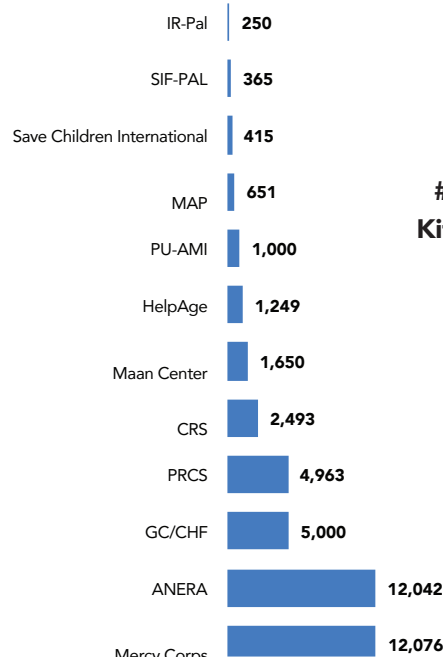 IR-Pal 250
SIF-PAL 365
Save Children International 415
MAP 651
#
PU-AMI 1,000
HelpAge 1,249
Maan Center 1,650
CRS 2,493
PRCS 4,963
GC/CHF 5,000
ANERA 12,042
Mercy Corps 12,076